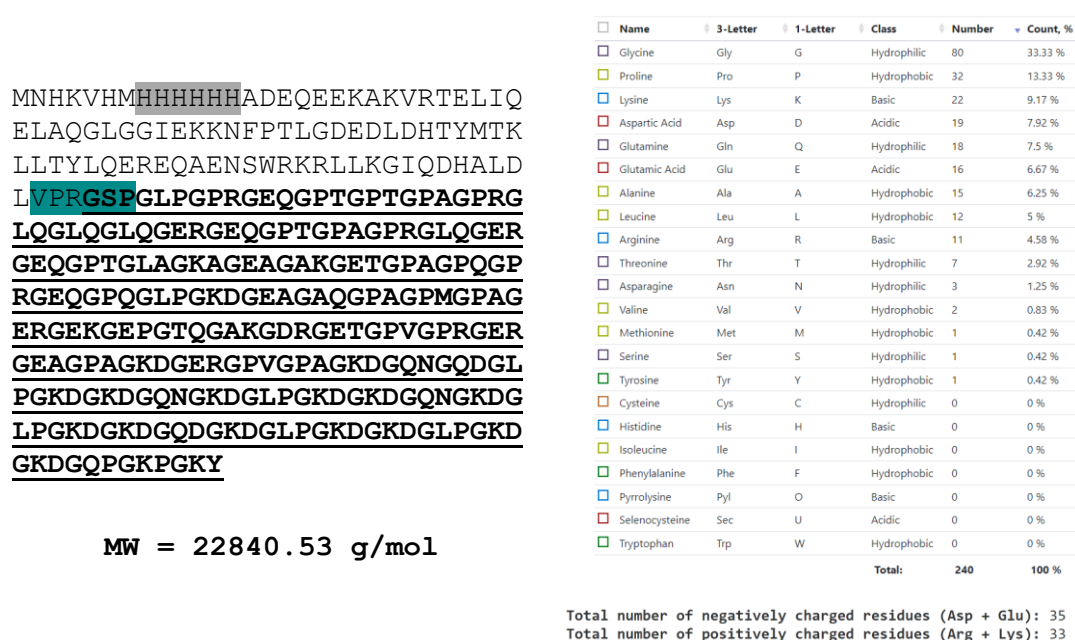 MNHKVHMHHHHHHADEQEEKAKVRTELIQ
ELAQGLGGIEKKNFPTLGDEDLDHTYMTK
LLTYLQEREQAENSWRKRLLKGIQDHALD
LVPRGSPGLPGPRGEQGPTGPTGPAGPRG
LQGLQGLQGERGEQGPTGPAGPRGLQGER
GEQGPTGLAGKAGEAGAKGETGPAGPQGP
RGEQGPQGLPGKDGEAGAQGPAGPMGPAG
ERGEKGEPGTQGAKGDRGETGPVGPRGER
GEAGPAGKDGERGPVGPAGKDGQNGQDGL
PGKDGKDGQNGKDGLPGKDGKDGQNGKDG
LPGKDGKDGQDGKDGLPGKDGKDGLPGKD
GKDGQPGKPGKY
MW = 22840.53 g/mol
Name 3-Letter 1-Letter Class Number Count, %
Glycine Gly G Hydrophilic 80 33.33 %
Proline Pro P Hydrophobic 32 13.33 %
Lysine Lys K Basic 22 9.17 %
Aspartic Acid Asp D Acidic 19 7.92 %
Glutamine Gln Q Hydrophilic 18 7.5 %
Glutamic Acid Glu E Acidic 16 6.67 %
Alanine Ala A Hydrophobic 15 6.25 %
Leucine Leu L Hydrophobic 12 5 %
Arginine Arg R Basic 11 4.58 %
Threonine Thr T Hydrophilic 7 2.92 %
Asparagine Asn N Hydrophilic 3 1.25 %
Valine Val V Hydrophobic 2 0.83 %
Methionine Met M Hydrophobic 1 0.42 %
Serine Ser S Hydrophilic 1 0.42 %
Tyrosine Tyr Y Hydrophobic 1 0.42 %
Cysteine Cys C Hydrophilic 0 0 %
Histidine His H Basic 0 0 %
Isoleucine Ile I Hydrophobic 0 0 %
Phenylalanine Phe F Hydrophobic 0 0 %
Pyrrolysine Pyl O Basic 0 0 %
Selenocysteine Sec U Acidic 0 0 %
Tryptophan Trp W Hydrophobic 0 0 %
Total: 240 100 %
Total number of negatively charged residues (Asp + Glu): 35
Total number of positively charged residues (Arg + Lys): 33